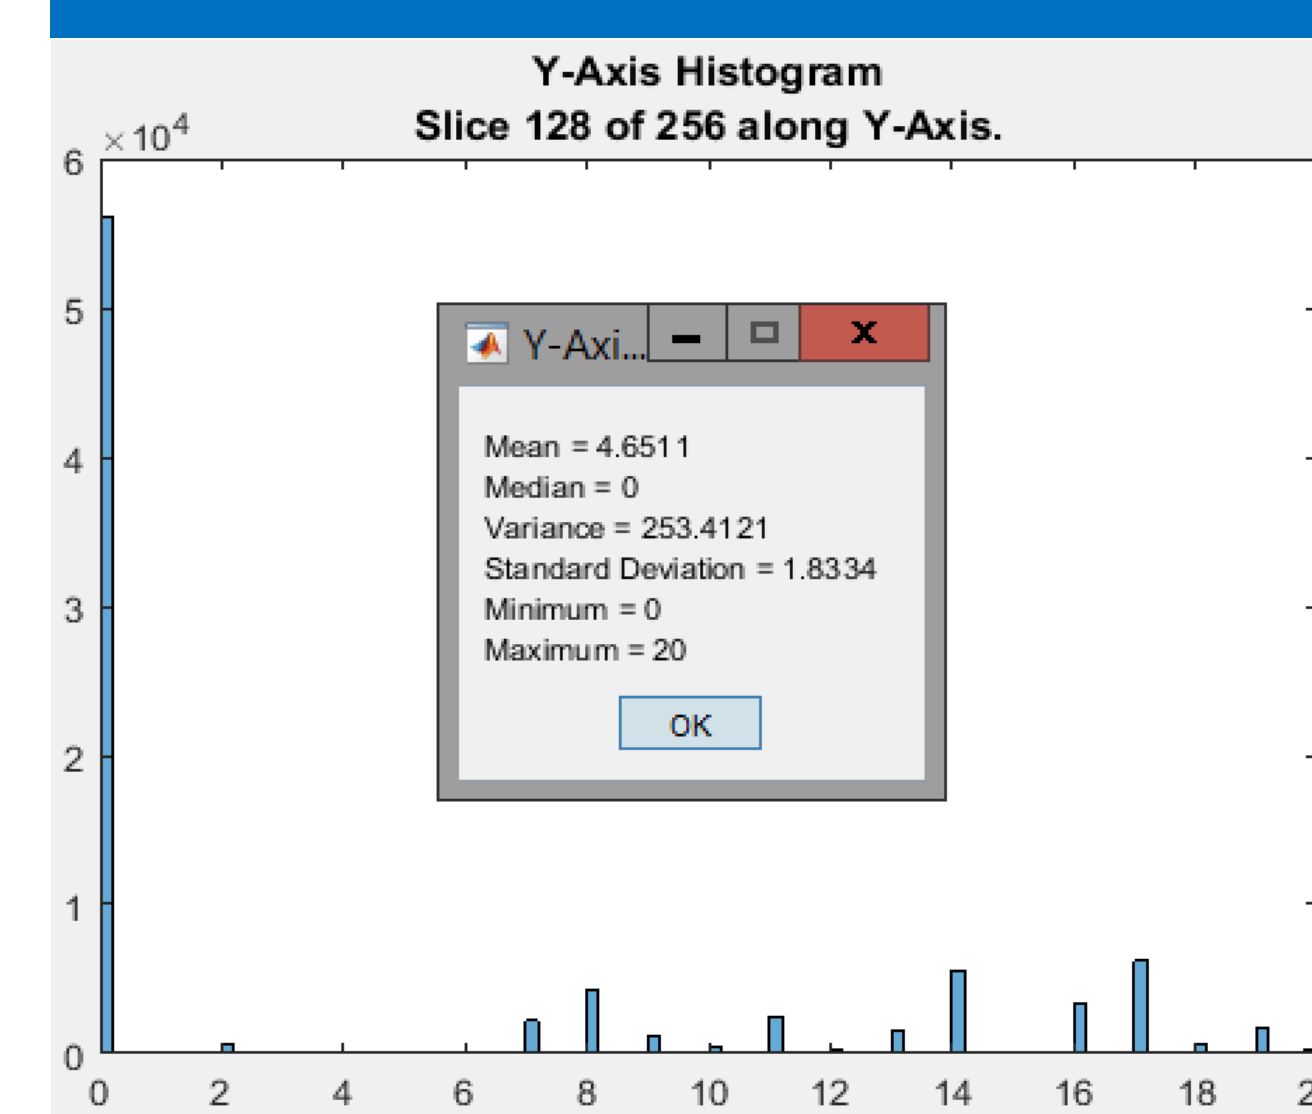 Y-Axis Histogram
Slice 128 of 256 along Y-Axis.
×10⁴
6
5
4
3
2
1
0
Y-Axi...
Mean = 4.6511
Median = 0
Variance = 253.4121
Standard Deviation = 1.8334
Minimum = 0
Maximum = 20
OK
0 2 4 6 8 10 12 14 16 18